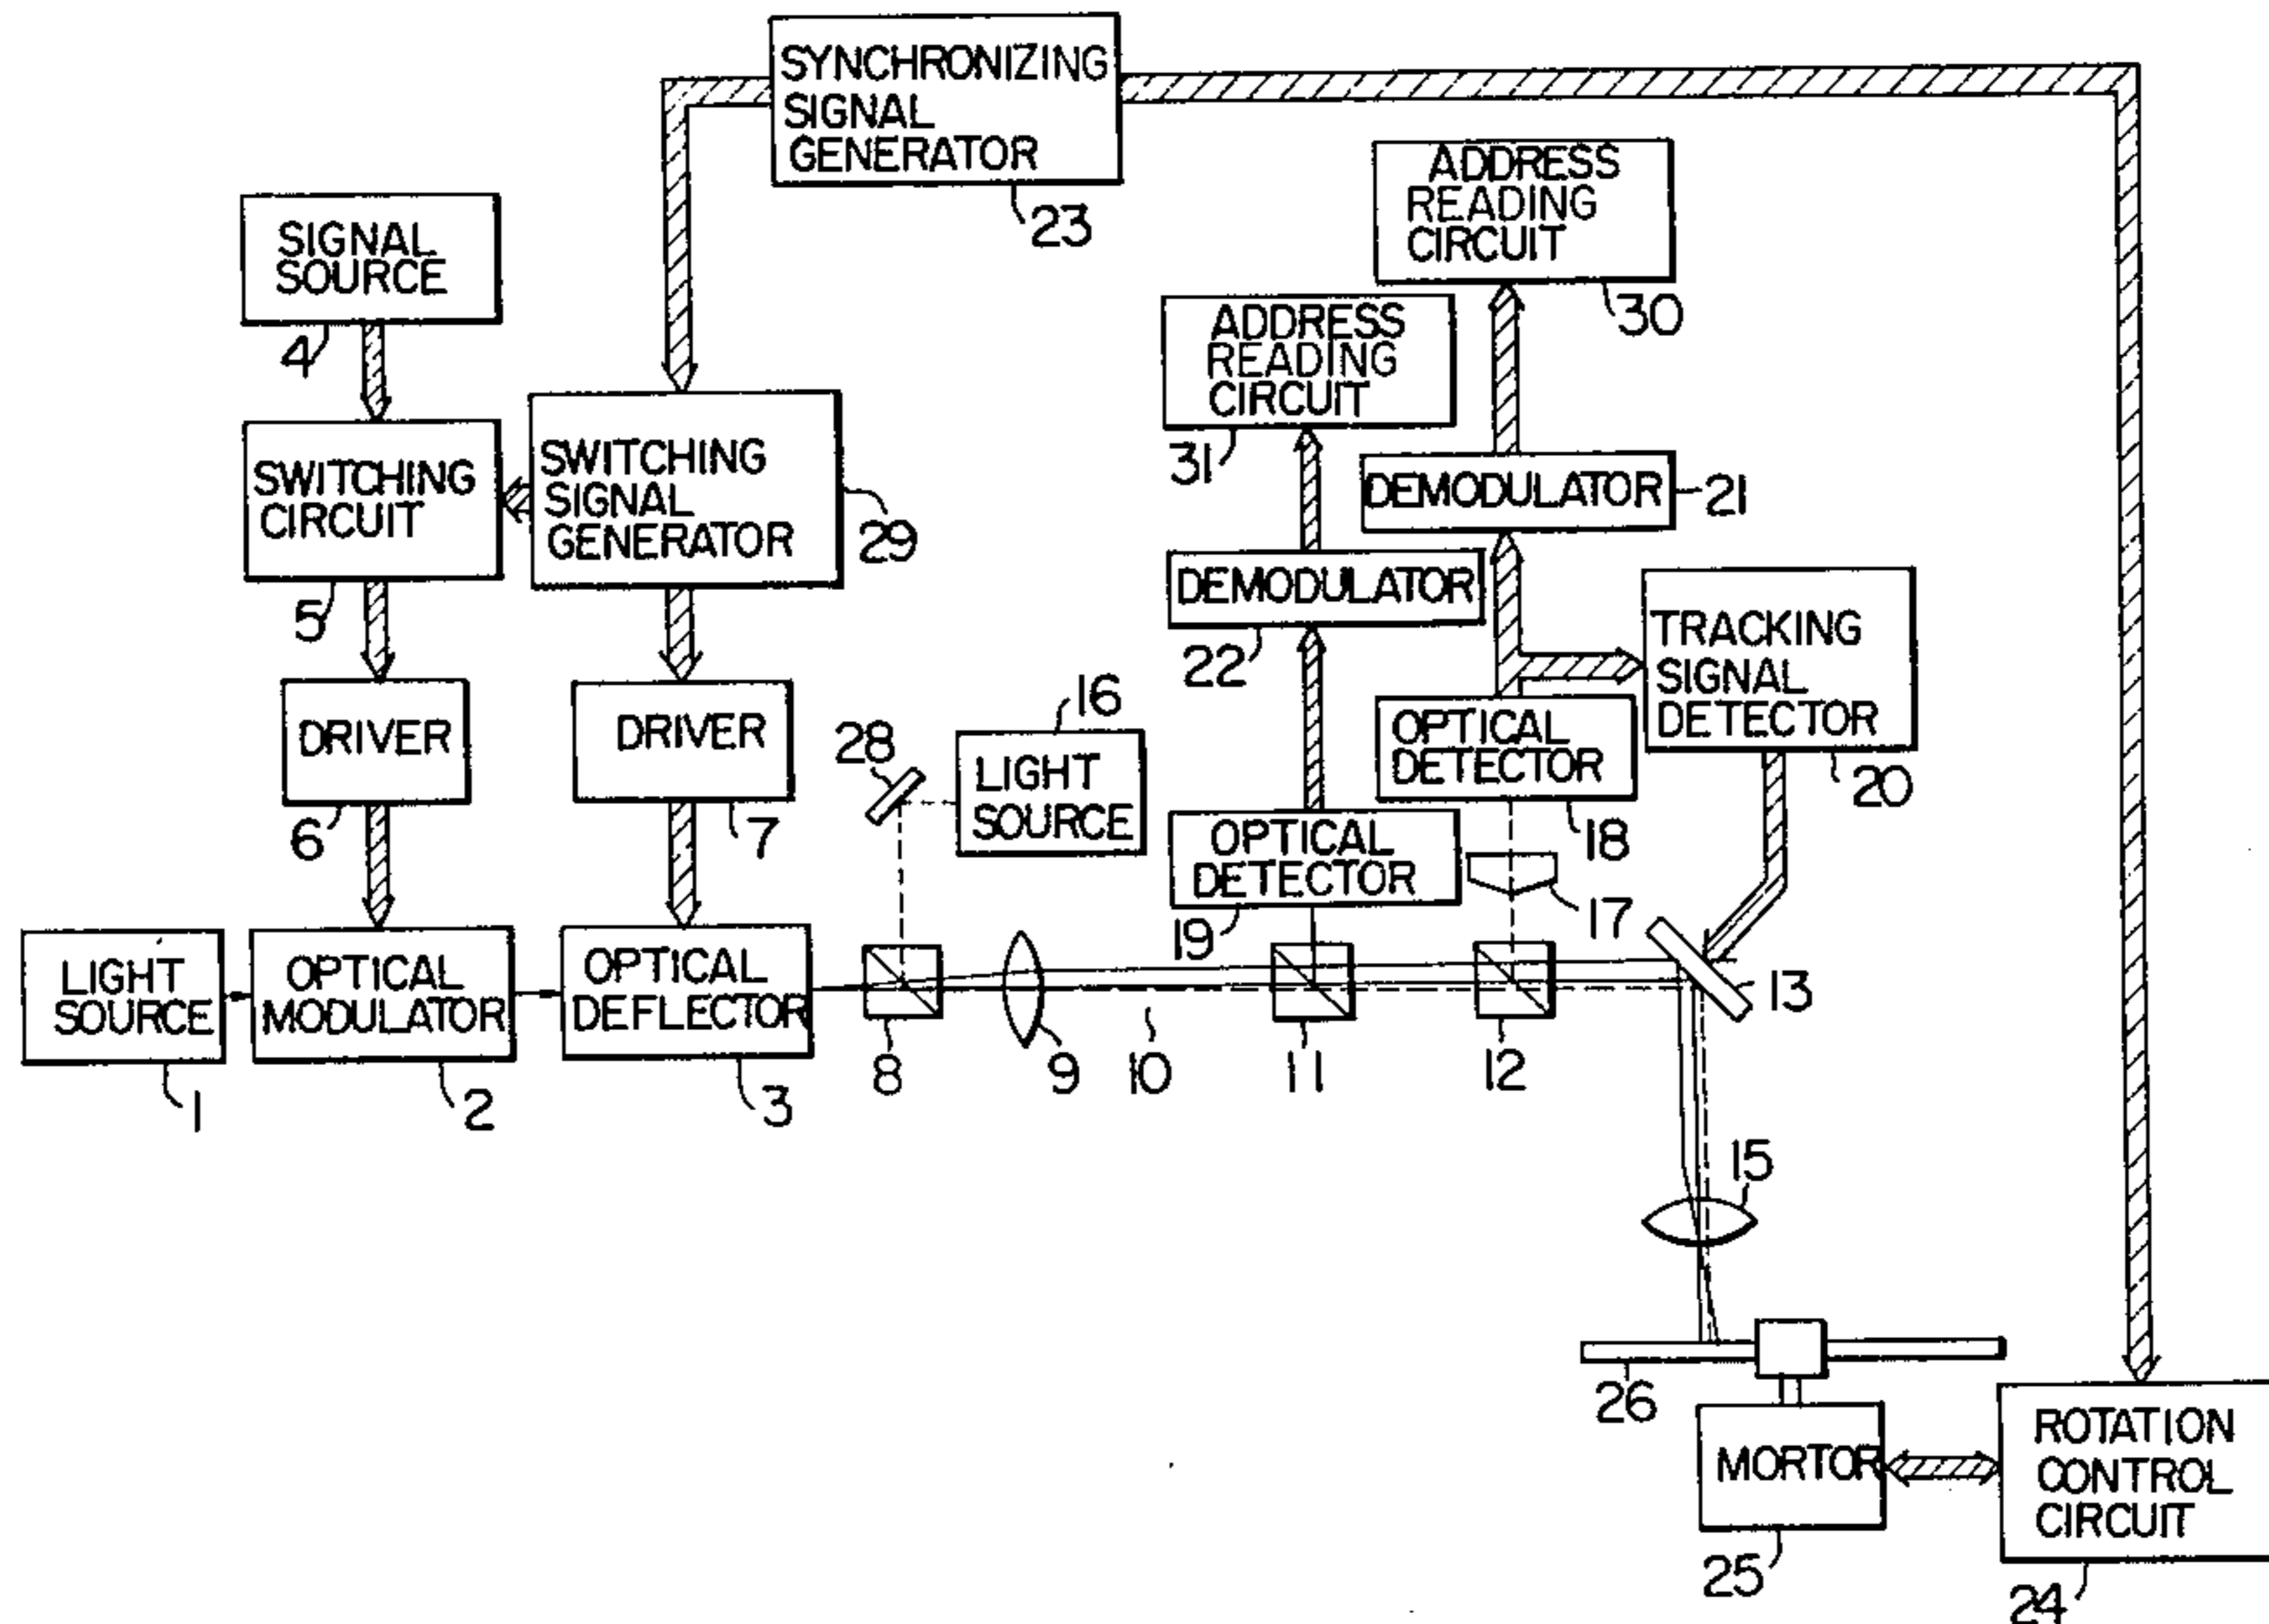 SYNCHRONIZING
SIGNAL
GENERATOR
23
ADDRESS
READING
CIRCUIT
30
SIGNAL
SOURCE
4
ADDRESS
READING
CIRCUIT
31
SWITCHING
CIRCUIT
5
SWITCHING
SIGNAL
GENERATOR
29
DEMODULATOR
21
DEMODULATOR
22
TRACKING
SIGNAL
DETECTOR
20
DRIVER
6
DRIVER
7
28
16
LIGHT
SOURCE
OPTICAL
DETECTOR
18
OPTICAL
DETECTOR
19
17
LIGHT
SOURCE
1
OPTICAL
MODULATOR
2
OPTICAL
DEFLECTOR
3
8
9
10
11
12
13
15
26
MORTOR
25
ROTATION
CONTROL
CIRCUIT
24